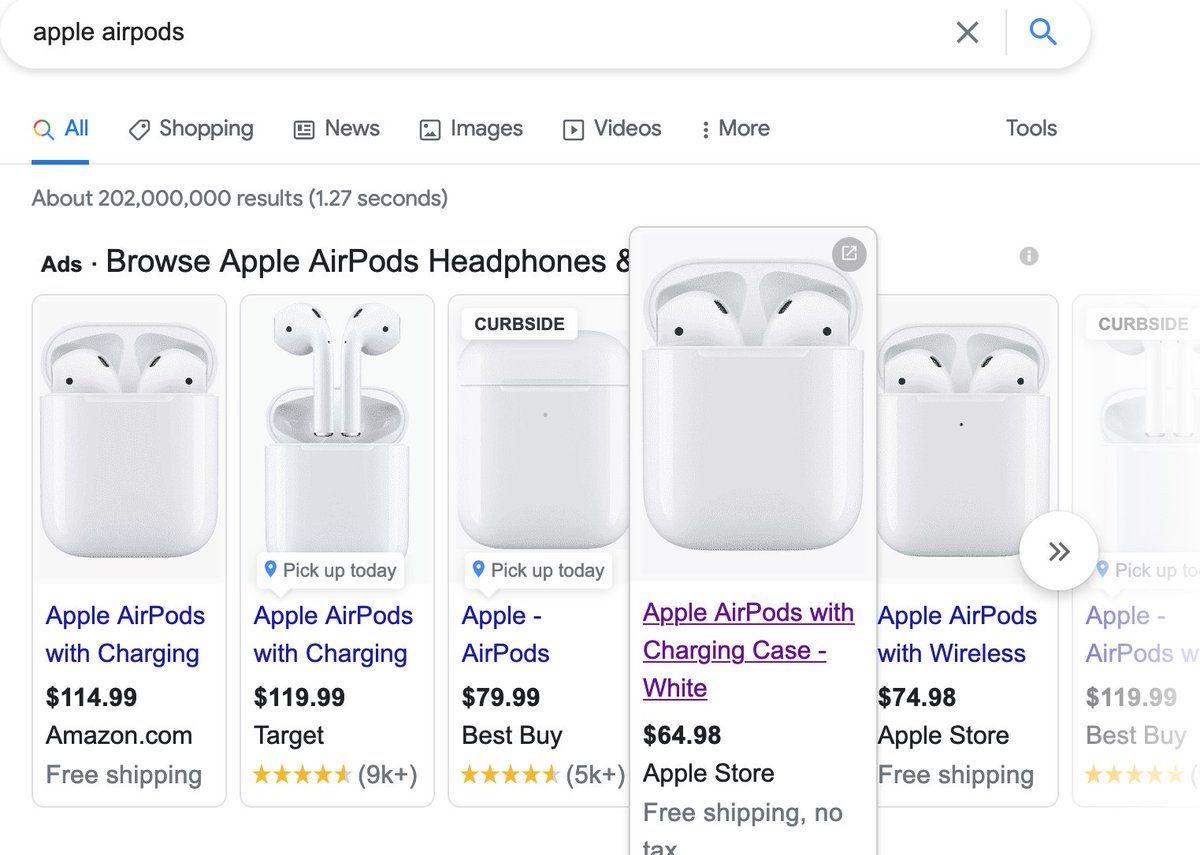 apple airpods
All
Shopping
News
Images
Videos
More
Tools
About 202,000,000 results (1.27 seconds)
Ads · Browse Apple AirPods Headphones &
Apple AirPods
with Charging
$114.99
Amazon.com
Free shipping
Pick up today
Apple AirPods
with Charging
$119.99
Target
(9k+)
CURBSIDE
Pick up today
Apple -
AirPods
$79.99
Best Buy
(5k+)
Apple AirPods with
Charging Case -
White
$64.98
Apple Store
Free shipping, no
tax
Apple AirPods
with Wireless
$74.98
Apple Store
Free shipping
CURBSIDE
Pick up to
Apple -
AirPods w
$119.99
Best Buy
(